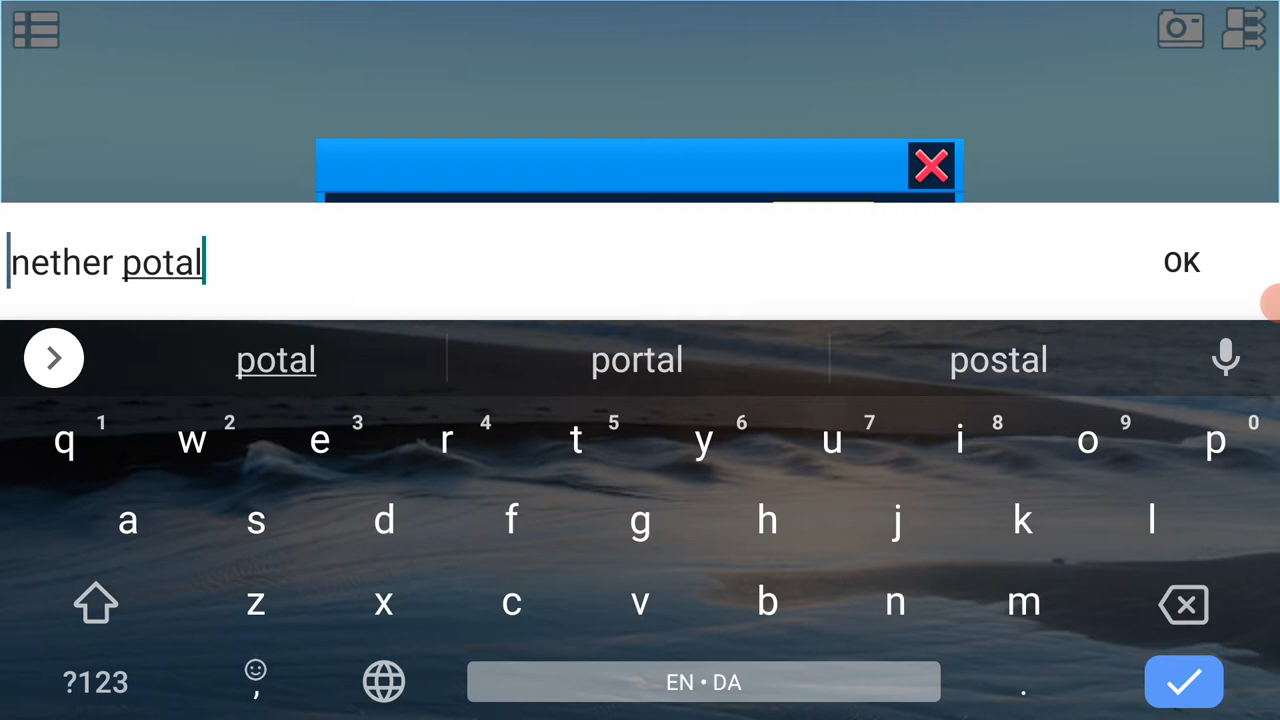 nether potal
OK
potal portal postal
q 1 w 2 e 3 r 4 t 5 y 6 u 7 i 8 o 9 p 0
a s d f g h j k l
z x c v b n m
?123 , EN • DA .